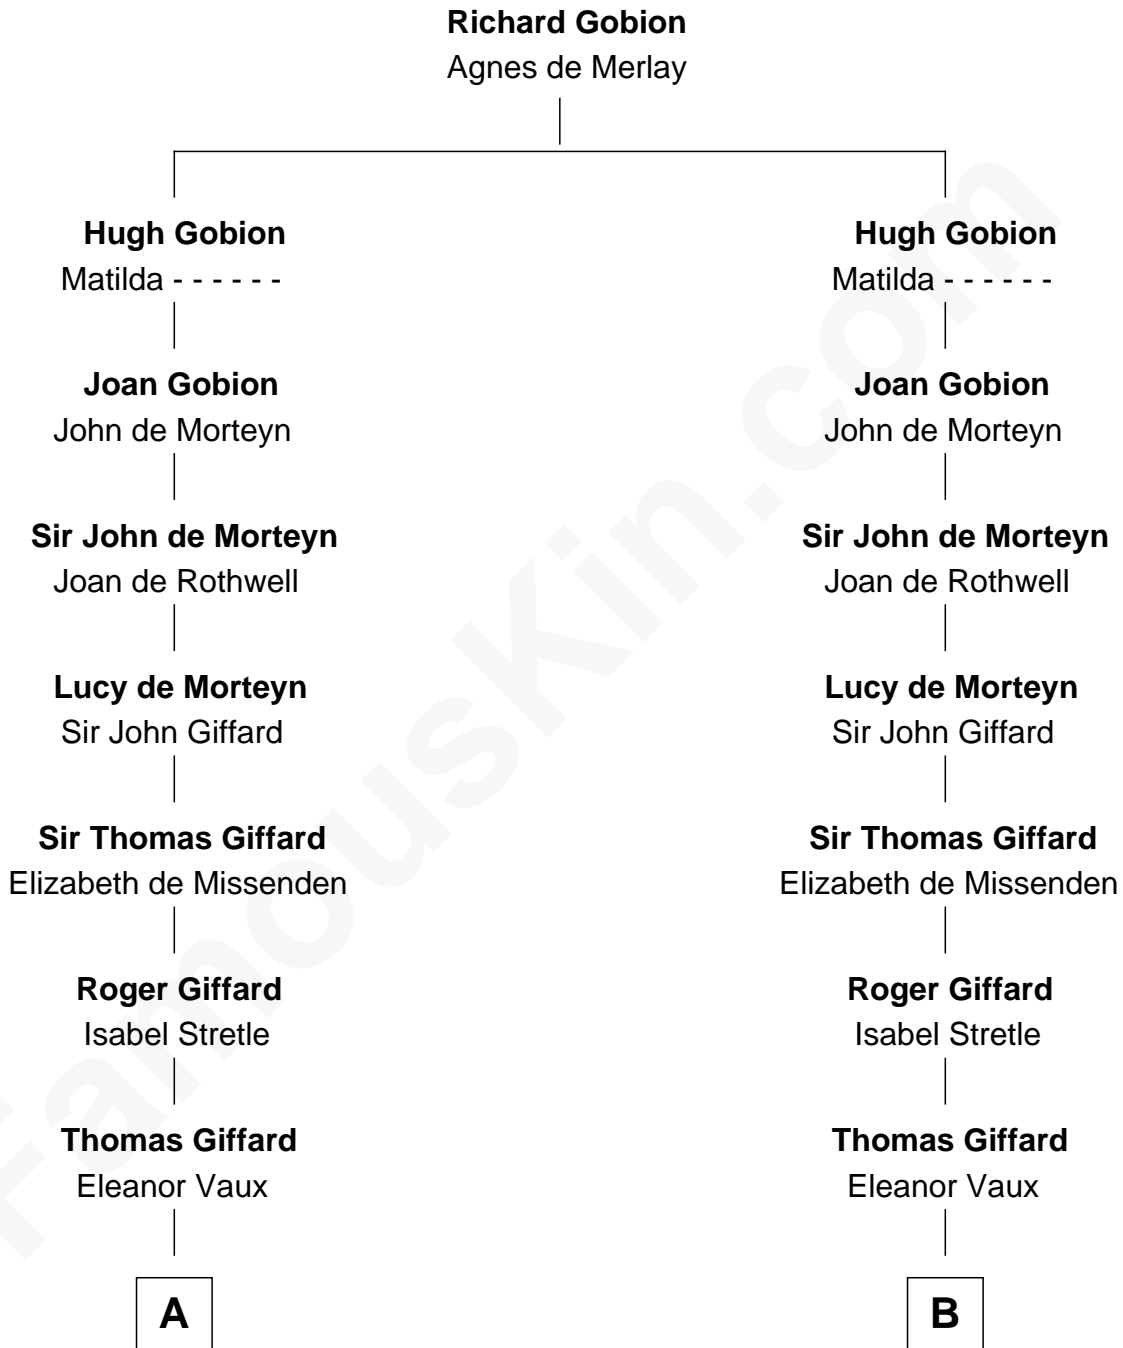 Richard Gobion
Agnes de Merlay
Hugh Gobion Hugh Gobion
Matilda - - - - - - Matilda - - - - - -
Joan Gobion Joan Gobion
John de Morteyn John de Morteyn
Sir John de Morteyn Sir John de Morteyn
Joan de Rothwell Joan de Rothwell
Lucy de Morteyn Lucy de Morteyn
Sir John Giffard Sir John Giffard
Sir Thomas Giffard Sir Thomas Giffard
Elizabeth de Missenden Elizabeth de Missenden
Roger Giffard Roger Giffard
Isabel Stretle Isabel Stretle
Thomas Giffard Thomas Giffard
Eleanor Vaux Eleanor Vaux
A B
FamousKin.com